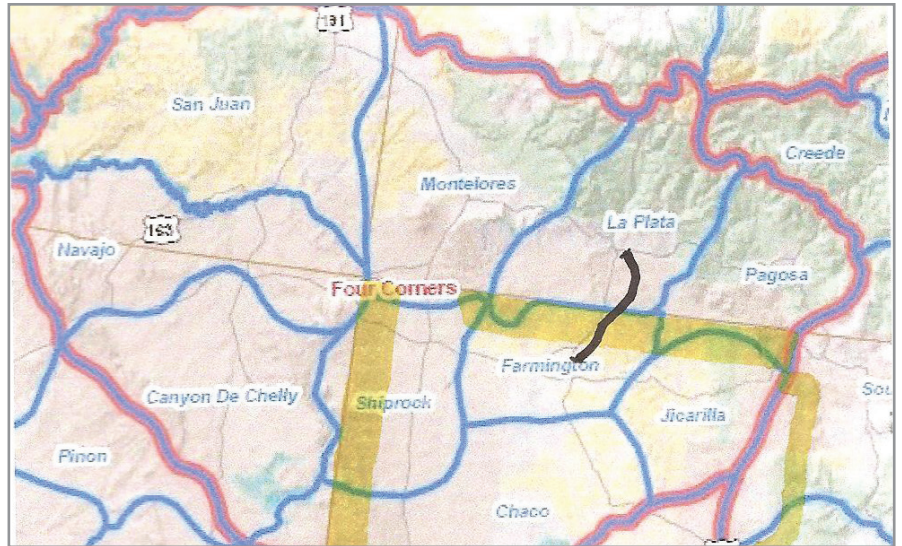 191
San Juan
Creede
Montelores
La Plata
163
Navajo
Pagosa
Four Corners
Farmington
Canyon De Chelly
Shiprock
Sou
Jicarilla
Pinon
Chaco